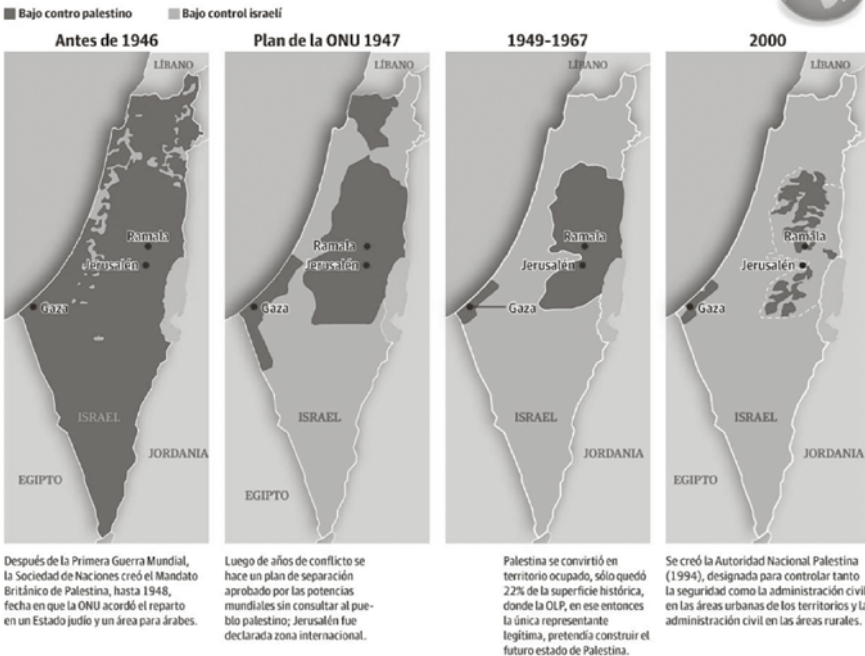 Bajo contro palestino
Bajo control israelí
Antes de 1946
LÍBANO
Ramala
Jerusalén
Gaza
ISRAEL
JORDANIA
EGIPTO
Después de la Primera Guerra Mundial,
la Sociedad de Naciones creó el Mandato
Británico de Palestina, hasta 1948,
fecha en que la ONU acordó el reparto
en un Estado judío y un área para árabes.
Plan de la ONU 1947
LÍBANO
Ramala
Jerusalén
Gaza
ISRAEL
EGIPTO
Luego de años de conflicto se
hace un plan de separación
aprobado por las potencias
mundiales sin consultar al pue-
blo palestino; Jerusalén fue
declarada zona internacional.
1949-1967
LÍBANO
Ramala
Jerusalén
Gaza
ISRAEL
JORDANIA
Palestina se convirtió en
territorio ocupado, sólo quedó
22% de la superficie histórica,
donde la OLP, en ese entonces
la única representante
legítima, pretendía construir el
futuro estado de Palestina.
2000
LÍBANO
Ramala
Jerusalén
Gaza
ISRAEL
JORDANIA
EGIPTO
Se creó la Autoridad Nacional Palestina
(1994), designada para controlar tanto
la seguridad como la administración civil
en las áreas urbanas de los territorios y la
administración civil en las áreas rurales.